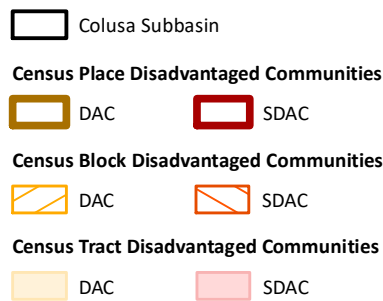 Colusa Subbasin
Census Place Disadvantaged Communities
DAC SDAC
Census Block Disadvantaged Communities
DAC SDAC
Census Tract Disadvantaged Communities
DAC SDAC